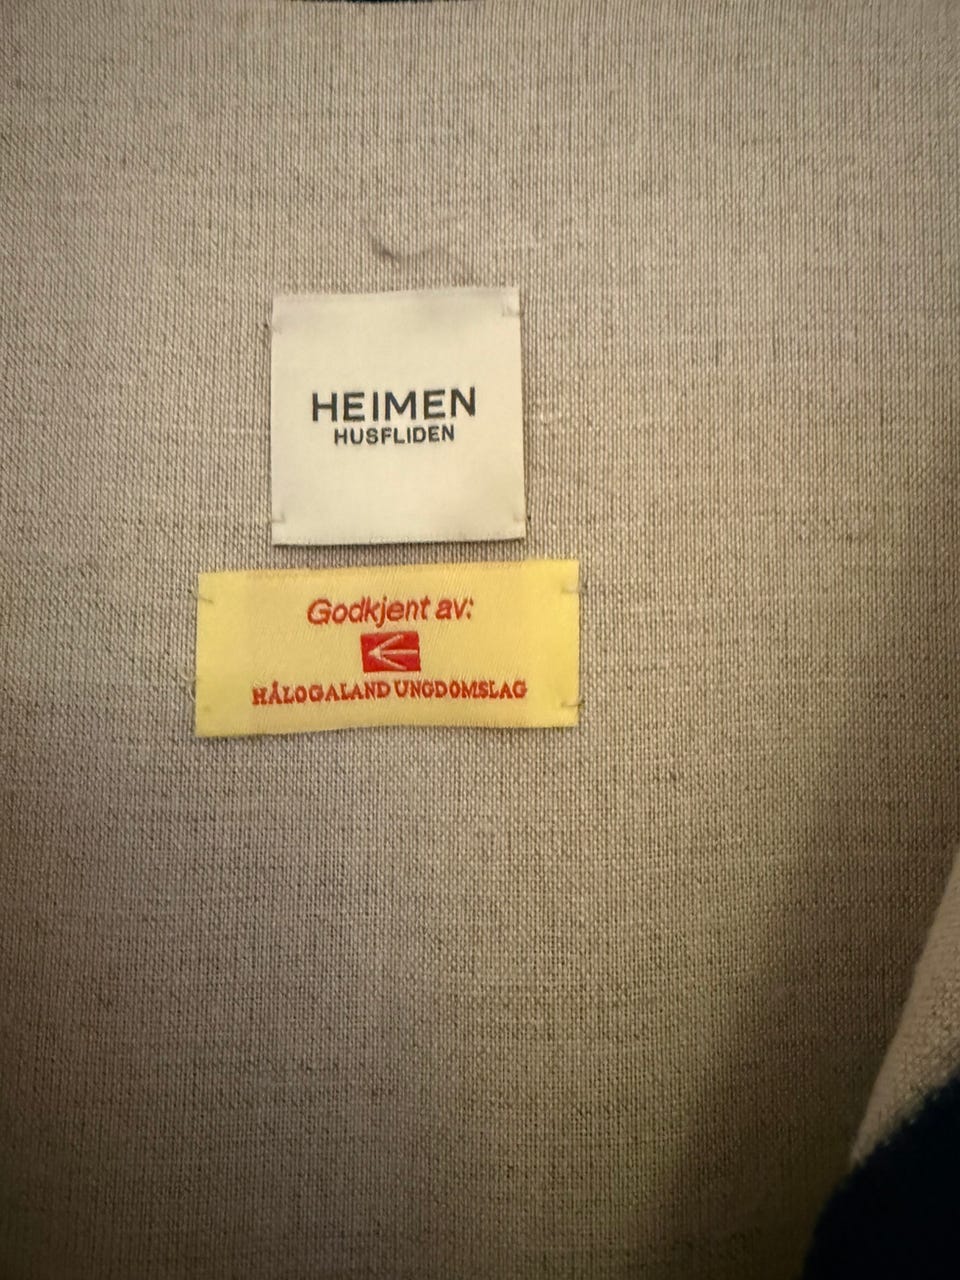 HEIMEN
HUSFLIDEN
Godkjent av:
HÅLOGALAND UNGDOMSLAG